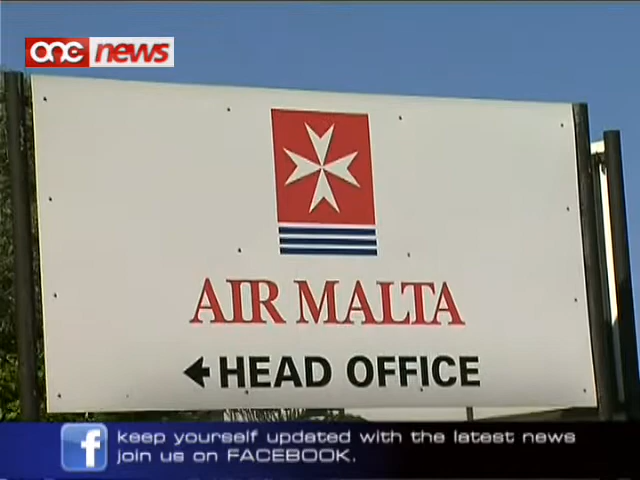 one news
AIR MALTA
HEAD OFFICE
keep yourself updated with the latest news
join us on FACEBOOK.